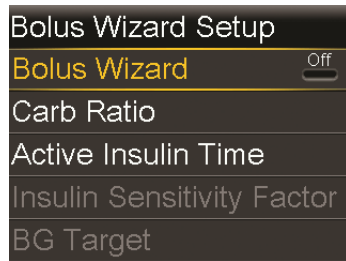 Bolus Wizard Setup
Bolus Wizard Off
Carb Ratio
Active Insulin Time
Insulin Sensitivity Factor
BG Target